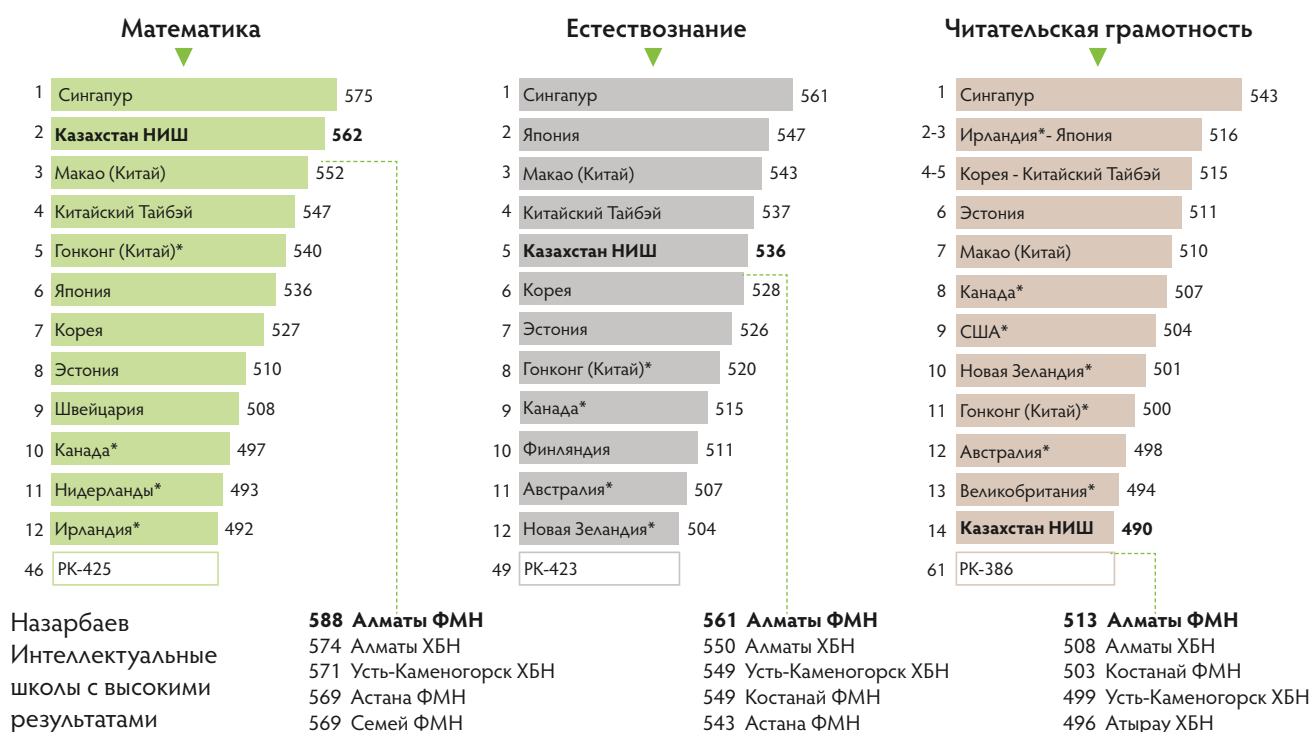 Математика
1 Сингапур 575
2 Казахстан НИШ 562
3 Макао (Китай) 552
4 Китайский Тайбэй 547
5 Гонконг (Китай)* 540
6 Япония 536
7 Корея 527
8 Эстония 510
9 Швейцария 508
10 Канада* 497
11 Нидерланды* 493
12 Ирландия* 492
46 РК-425
Естествознание
1 Сингапур 561
2 Япония 547
3 Макао (Китай) 543
4 Китайский Тайбэй 537
5 Казахстан НИШ 536
6 Корея 528
7 Эстония 526
8 Гонконг (Китай)* 520
9 Канада* 515
10 Финляндия 511
11 Австралия* 507
12 Новая Зеландия* 504
49 РК-423
Читательская грамотность
1 Сингапур 543
2-3 Ирландия*- Япония 516
4-5 Корея - Китайский Тайбэй 515
6 Эстония 511
7 Макао (Китай) 510
8 Канада* 507
9 США* 504
10 Новая Зеландия* 501
11 Гонконг (Китай)* 500
12 Австралия* 498
13 Великобритания* 494
14 Казахстан НИШ 490
61 РК-386
Назарбаев
Интеллектуальные
школы с высокими
результатами
588 Алматы ФМН
574 Алматы ХБН
571 Усть-Каменогорск ХБН
569 Астана ФМН
569 Семей ФМН
561 Алматы ФМН
550 Алматы ХБН
549 Усть-Каменогорск ХБН
549 Костанай ФМН
543 Астана ФМН
513 Алматы ФМН
508 Алматы ХБН
503 Костанай ФМН
499 Усть-Каменогорск ХБН
496 Атырау ХБН